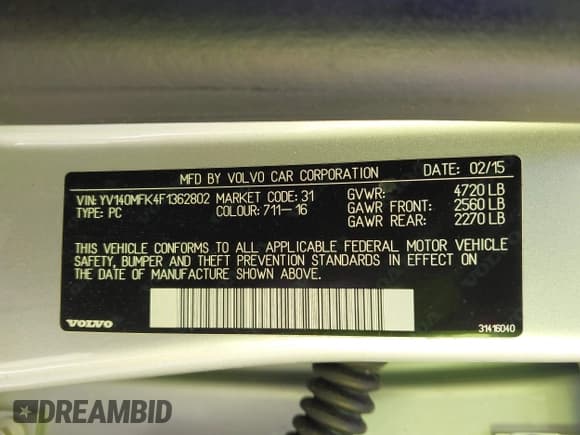 MFD BY VOLVO CAR CORPORATION DATE: 02/15
VIN: YV140MFK4F1362802 MARKET CODE: 31 GVWR: 4720 LB
TYPE: PC COLOUR: 711-16 GAWR FRONT: 2560 LB
GAWR REAR: 2270 LB
THIS VEHICLE CONFORMS TO ALL APPLICABLE FEDERAL MOTOR VEHICLE
SAFETY, BUMPER AND THEFT PREVENTION STANDARDS IN EFFECT ON
THE DATE OF MANUFACTURE SHOWN ABOVE.
VOLVO 31416040
DREAMBID